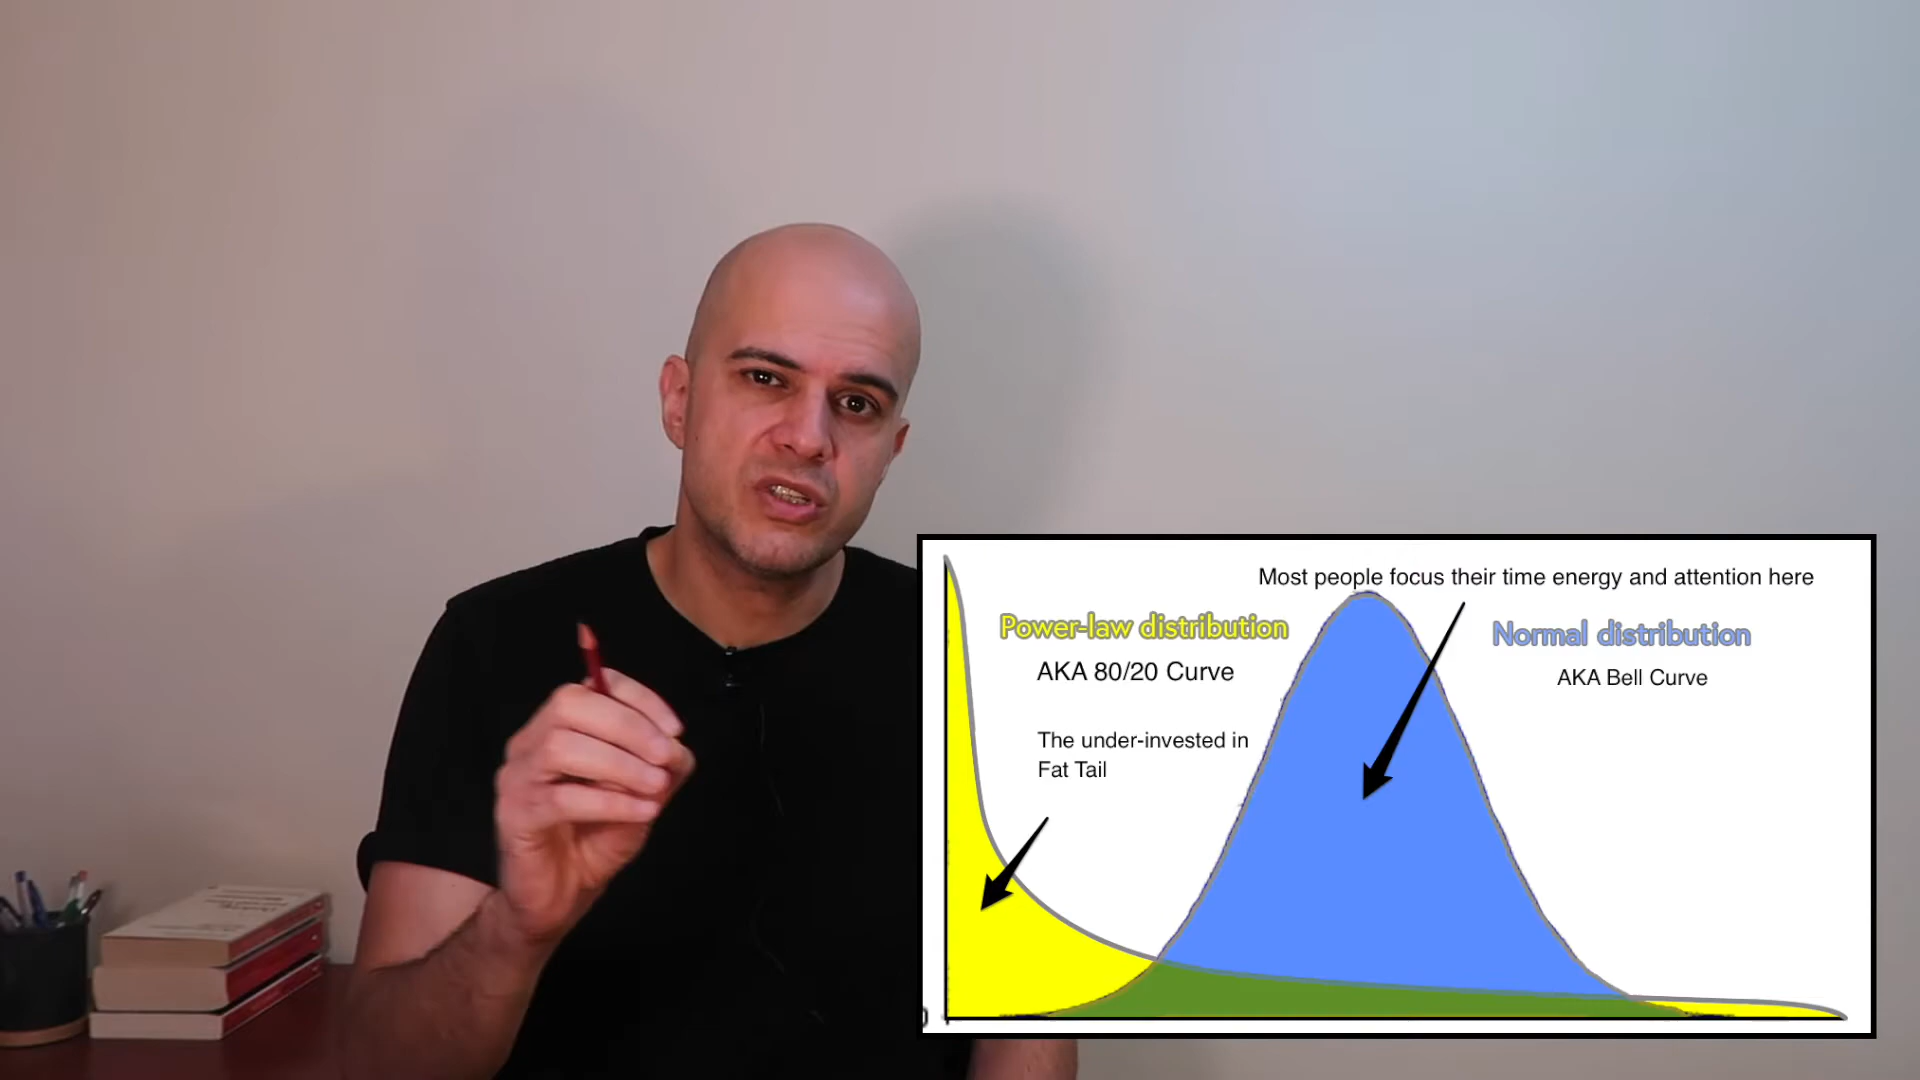 Most people focus their time energy and attention here
Power-law distribution
Normal distribution
AKA 80/20 Curve
AKA Bell Curve
The under-invested in
Fat Tail